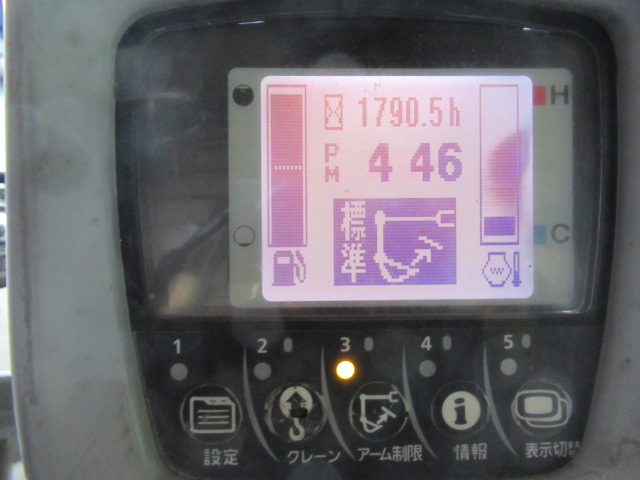 1790.5h
H
PM 4 46
標準
C
1 2 3 4 5
設定 クレーン アーム制限 情報 表示切